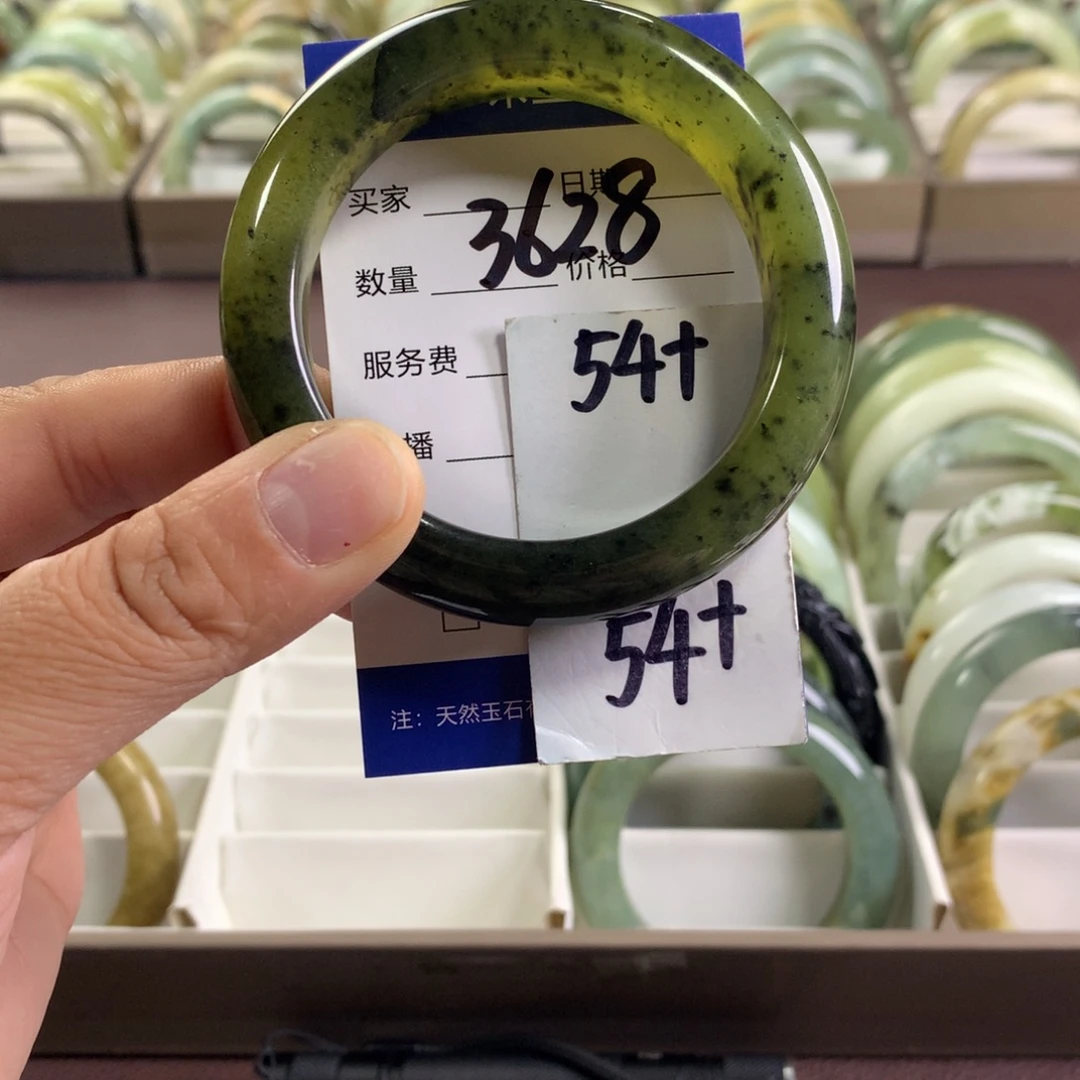 买家 日期
3628
数量 价格
54+
服务费
播
54+
注：天然玉石